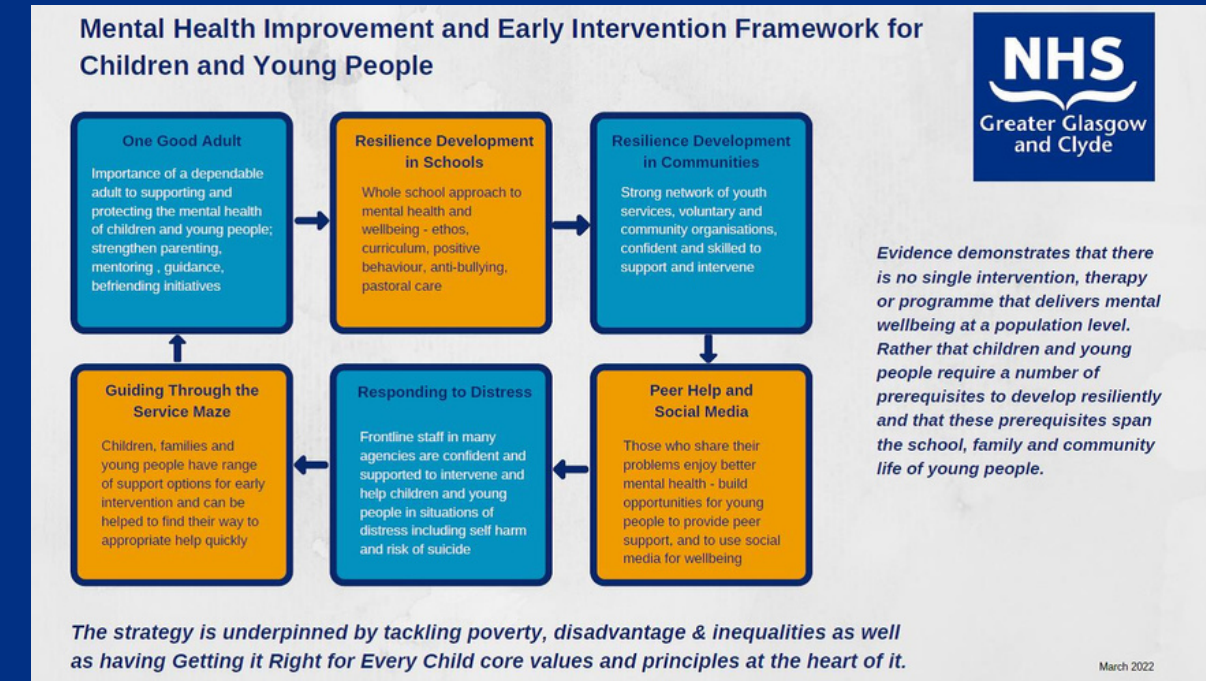 Mental Health Improvement and Early Intervention Framework for
Children and Young People
NHS
Greater Glasgow
and Clyde
One Good Adult
Importance of a dependable
adult to supporting and
protecting the mental health
of children and young people;
strengthen parenting,
mentoring , guidance,
befriending initiatives
Resilience Development
in Schools
Whole school approach to
mental health and
wellbeing - ethos,
curriculum, positive
behaviour, anti-bullying,
pastoral care
Resilience Development
in Communities
Strong network of youth
services, voluntary and
community organisations,
confident and skilled to
support and intervene
Peer Help and
Social Media
Those who share their
problems enjoy better
mental health - build
opportunities for young
people to provide peer
support, and to use social
media for wellbeing
Responding to Distress
Frontline staff in many
agencies are confident and
supported to intervene and
help children and young
people in situations of
distress including self harm
and risk of suicide
Guiding Through the
Service Maze
Children, families and
young people have range
of support options for early
intervention and can be
helped to find their way to
appropriate help quickly
Evidence demonstrates that there
is no single intervention, therapy
or programme that delivers mental
wellbeing at a population level.
Rather that children and young
people require a number of
prerequisites to develop resiliently
and that these prerequisites span
the school, family and community
life of young people.
The strategy is underpinned by tackling poverty, disadvantage & inequalities as well
as having Getting it Right for Every Child core values and principles at the heart of it.
March 2022